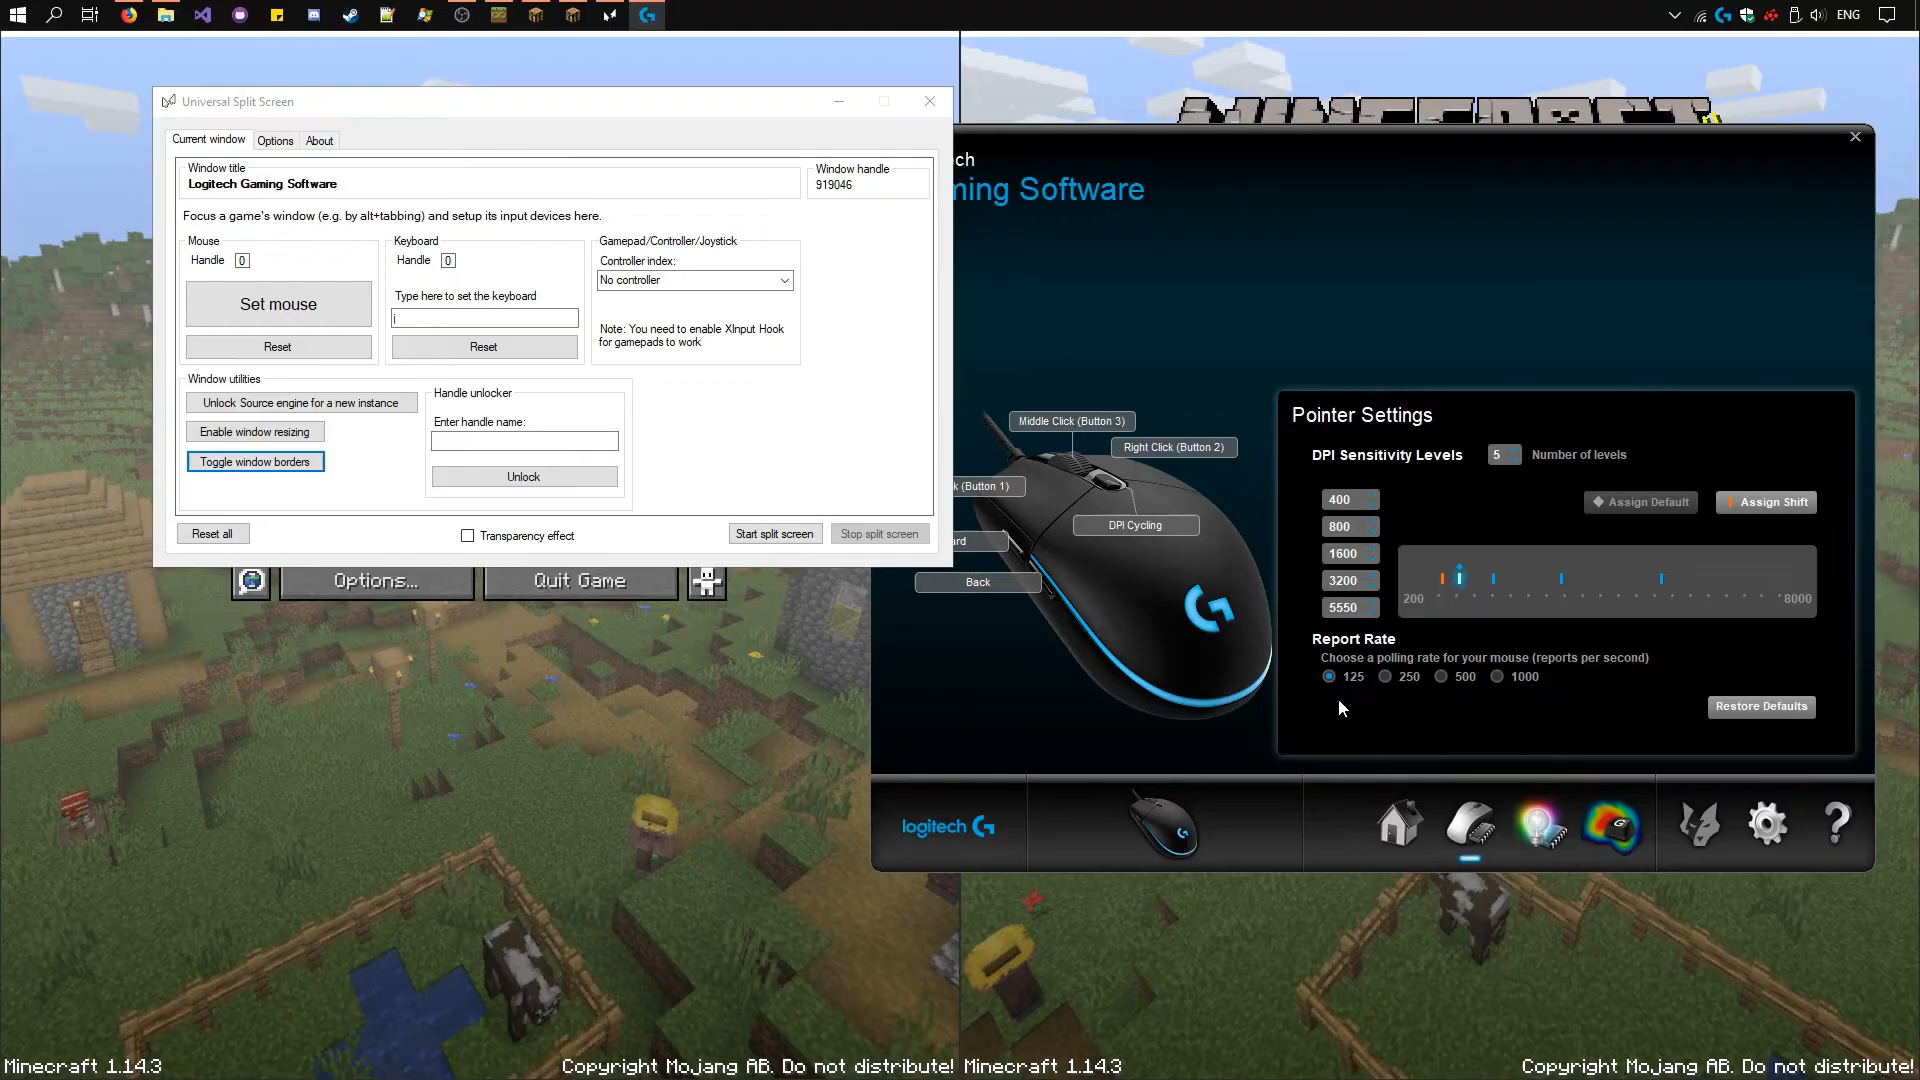 ENG
Universal Split Screen
Current window
Options
About
Window title
Logitech Gaming Software
Window handle
919046
Focus a game's window (e.g. by alt+tabbing) and setup its input devices here.
Mouse
Handle 0
Set mouse
Reset
Keyboard
Handle 0
Type here to set the keyboard
j
Reset
Gamepad/Controller/Joystick
Controller index:
No controller
Note: You need to enable XInput Hook
for gamepads to work
Window utilities
Unlock Source engine for a new instance
Enable window resizing
Toggle window borders
Handle unlocker
Enter handle name:
Unlock
Reset all
Transparency effect
Start split screen
Stop split screen
MINECRAFT
ch
ming Software
Middle Click (Button 3)
Right Click (Button 2)
k (Button 1)
DPI Cycling
ard
Back
G
Pointer Settings
DPI Sensitivity Levels 5 Number of levels
400
800
1600
3200
5550
Assign Default
Assign Shift
200
8000
Report Rate
Choose a polling rate for your mouse (reports per second)
125 250 500 1000
Restore Defaults
logitech G
G
?
Options...
Quit Game
Minecraft 1.14.3
Copyright Mojang AB. Do not distribute!
Minecraft 1.14.3
Copyright Mojang AB. Do not distribute!